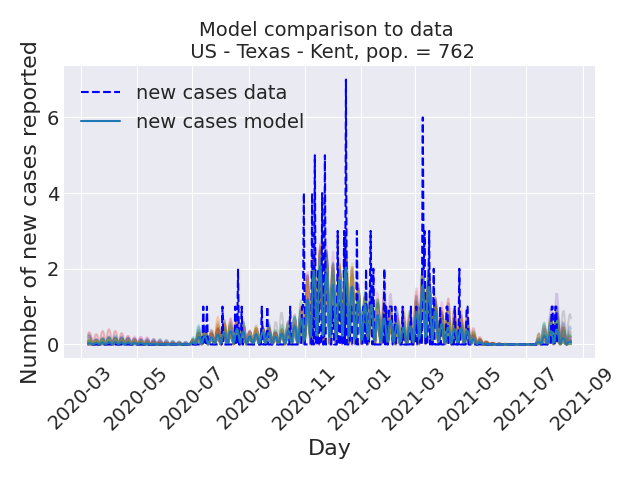 Model comparison to data
US - Texas - Kent, pop. = 762
Number of new cases reported
new cases data
new cases model
6
4
2
0
2020-03
2020-05
2020-07
2020-09
2020-11
2021-01
2021-03
2021-05
2021-07
2021-09
Day